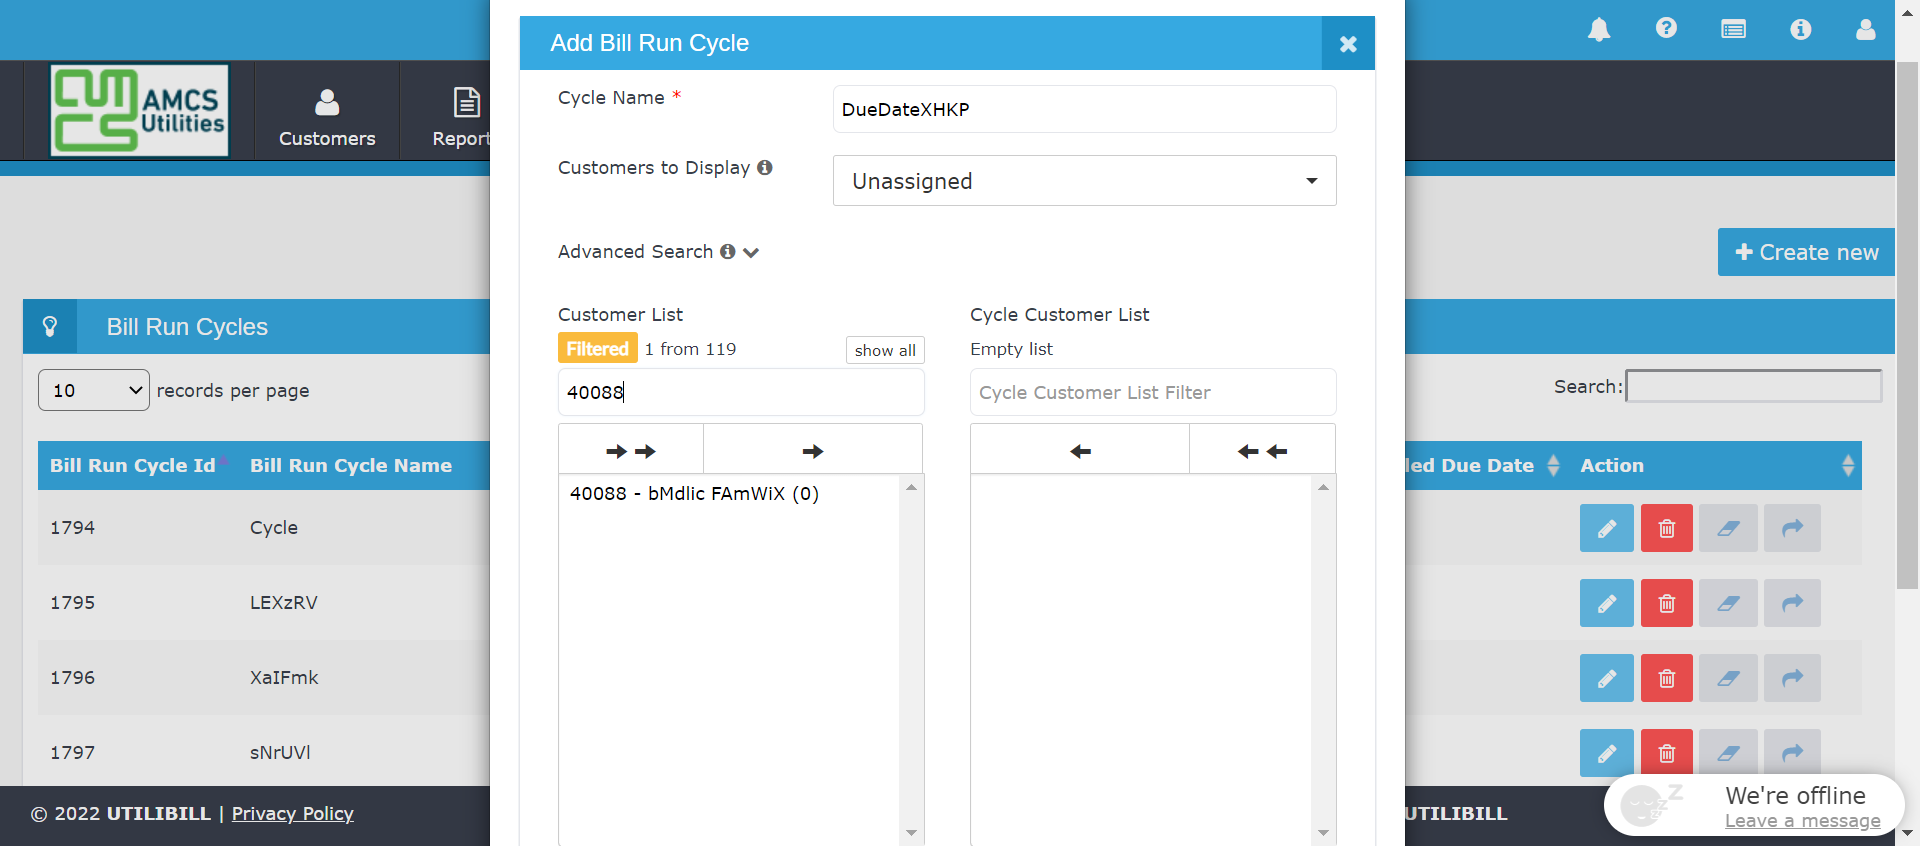 Add Bill Run Cycle
AMCS
Utilities
Customers
Report
Cycle Name *
DueDateXHKP
Customers to Display
Unassigned
Advanced Search
Create new
Customer List
Cycle Customer List
Filtered 1 from 119 show all
Empty list
40088
Cycle Customer List Filter
40088 - bMdlic FAmWiX (0)
Bill Run Cycles
10 records per page
Search:
Bill Run Cycle Id Bill Run Cycle Name led Due Date Action
1794 Cycle
1795 LEXzRV
1796 XaIFmk
1797 sNrUVl
© 2022 UTILIBILL | Privacy Policy
UTILIBILL
We're offline
Leave a message